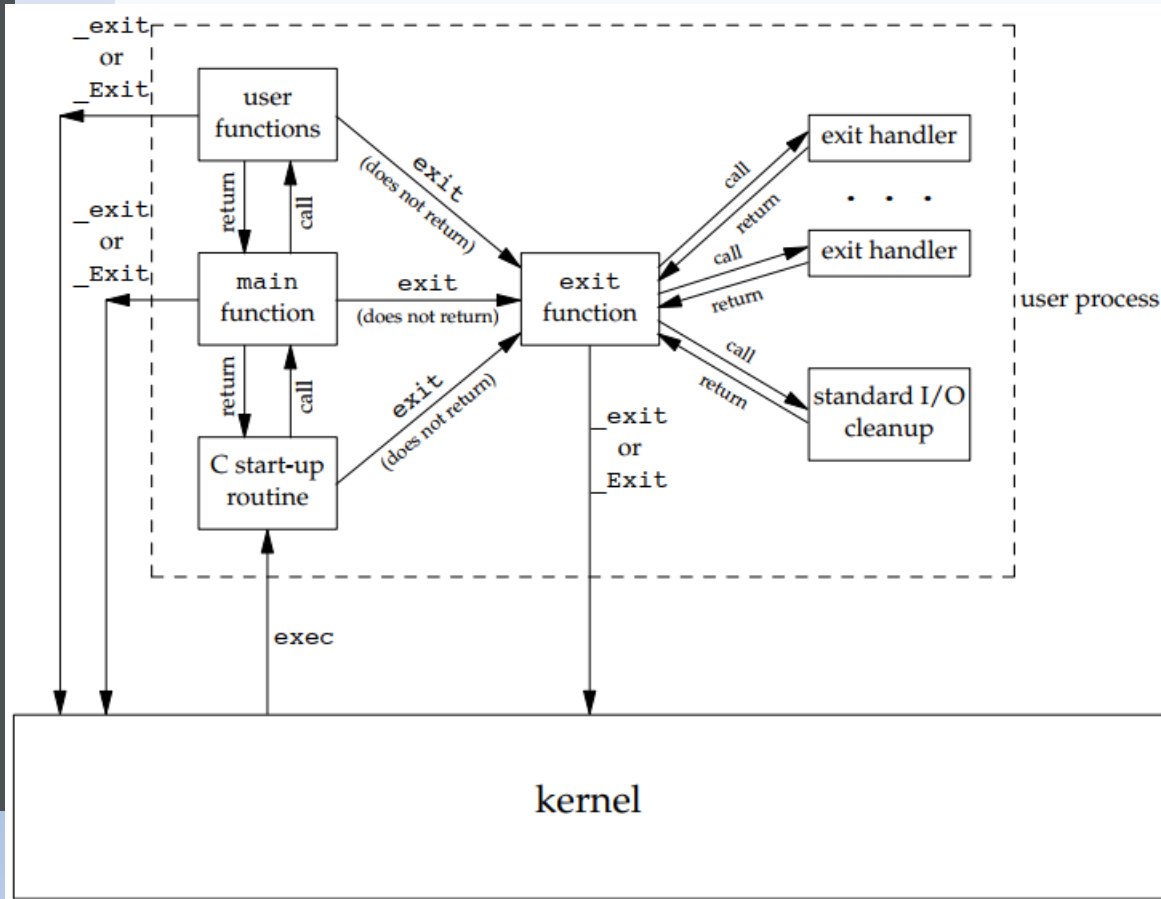 _exit
or
_Exit
user
functions
exit
(does not return)
return
call
_exit
or
_Exit
main
function
exit
(does not return)
return
call
C start-up
routine
exit
(does not return)
exec
exit
function
_exit
or
_Exit
call
return
exit handler
. . .
call
return
exit handler
call
return
standard I/O
cleanup
user process
kernel